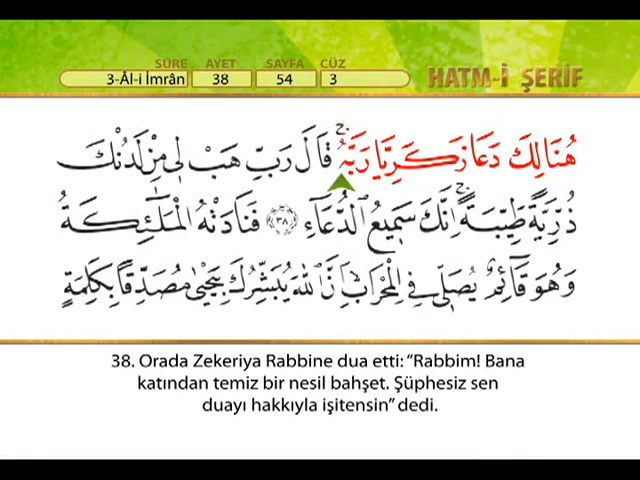 SÛRE AYET SAYFA CÜZ
3-Âl-i İmrân 38 54 3 HATM-İ ŞERİF
هُنَالِكَ دَعَا زَكَرِيَّا رَبَّهُۚ قَالَ رَبِّ هَبْ لٖي مِنْ لَدُنْكَ
ذُرِّيَّةً طَيِّبَةًۚ اِنَّكَ سَمٖيعُ الدُّعَٓاءِ ﴿٣٨﴾ فَنَادَتْهُ الْمَلٰٓئِكَةُ
وَهُوَ قَٓائِمٌ يُصَلّٖي فِي الْمِحْرَابِۙ اَنَّ اللّٰهَ يُبَشِّرُكَ بِيَحْيٰى مُصَدِّقًا بِكَلِمَةٍ
38. Orada Zekeriya Rabbine dua etti: “Rabbim! Bana
katından temiz bir nesil bahşet. Şüphesiz sen
duayı hakkıyla işitensin” dedi.